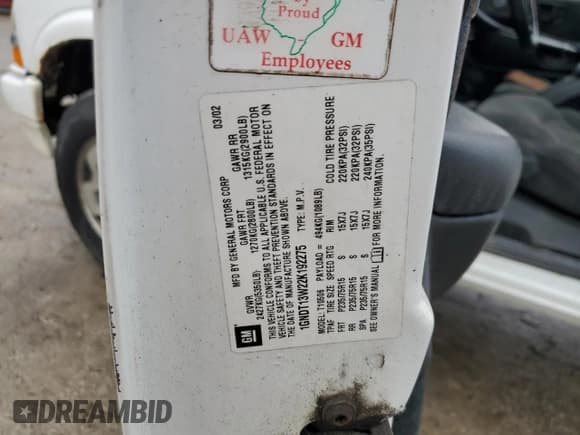 by
Proud
UAW GM
Employees
GM
MFD BY GENERAL MOTORS CORP 03/02
GVWR GAWR FRT GAWR RR
2427KG(5350LB) 1270KG(2800LB) 1315KG(2900LB)
THIS VEHICLE CONFORMS TO ALL APPLICABLE U.S. FEDERAL MOTOR
VEHICLE SAFETY AND THEFT PREVENTION STANDARDS IN EFFECT ON
THE DATE OF MANUFACTURE SHOWN ABOVE.
1GNDT13W22K192275 TYPE: M.P.V.
MODEL: T10506 PAYLOAD = 494KG(1089LB)
TPAF TIRE SIZE SPEED RTG RIM COLD TIRE PRESSURE
FRT P235/75R15 S 15X7J 220KPA(32PSI)
RR P235/75R15 S 15X7J 220KPA(32PSI)
SPA P235/75R15 S 15X7J 240KPA(35PSI)
SEE OWNER'S MANUAL FOR MORE INFORMATION.
DREAMBID